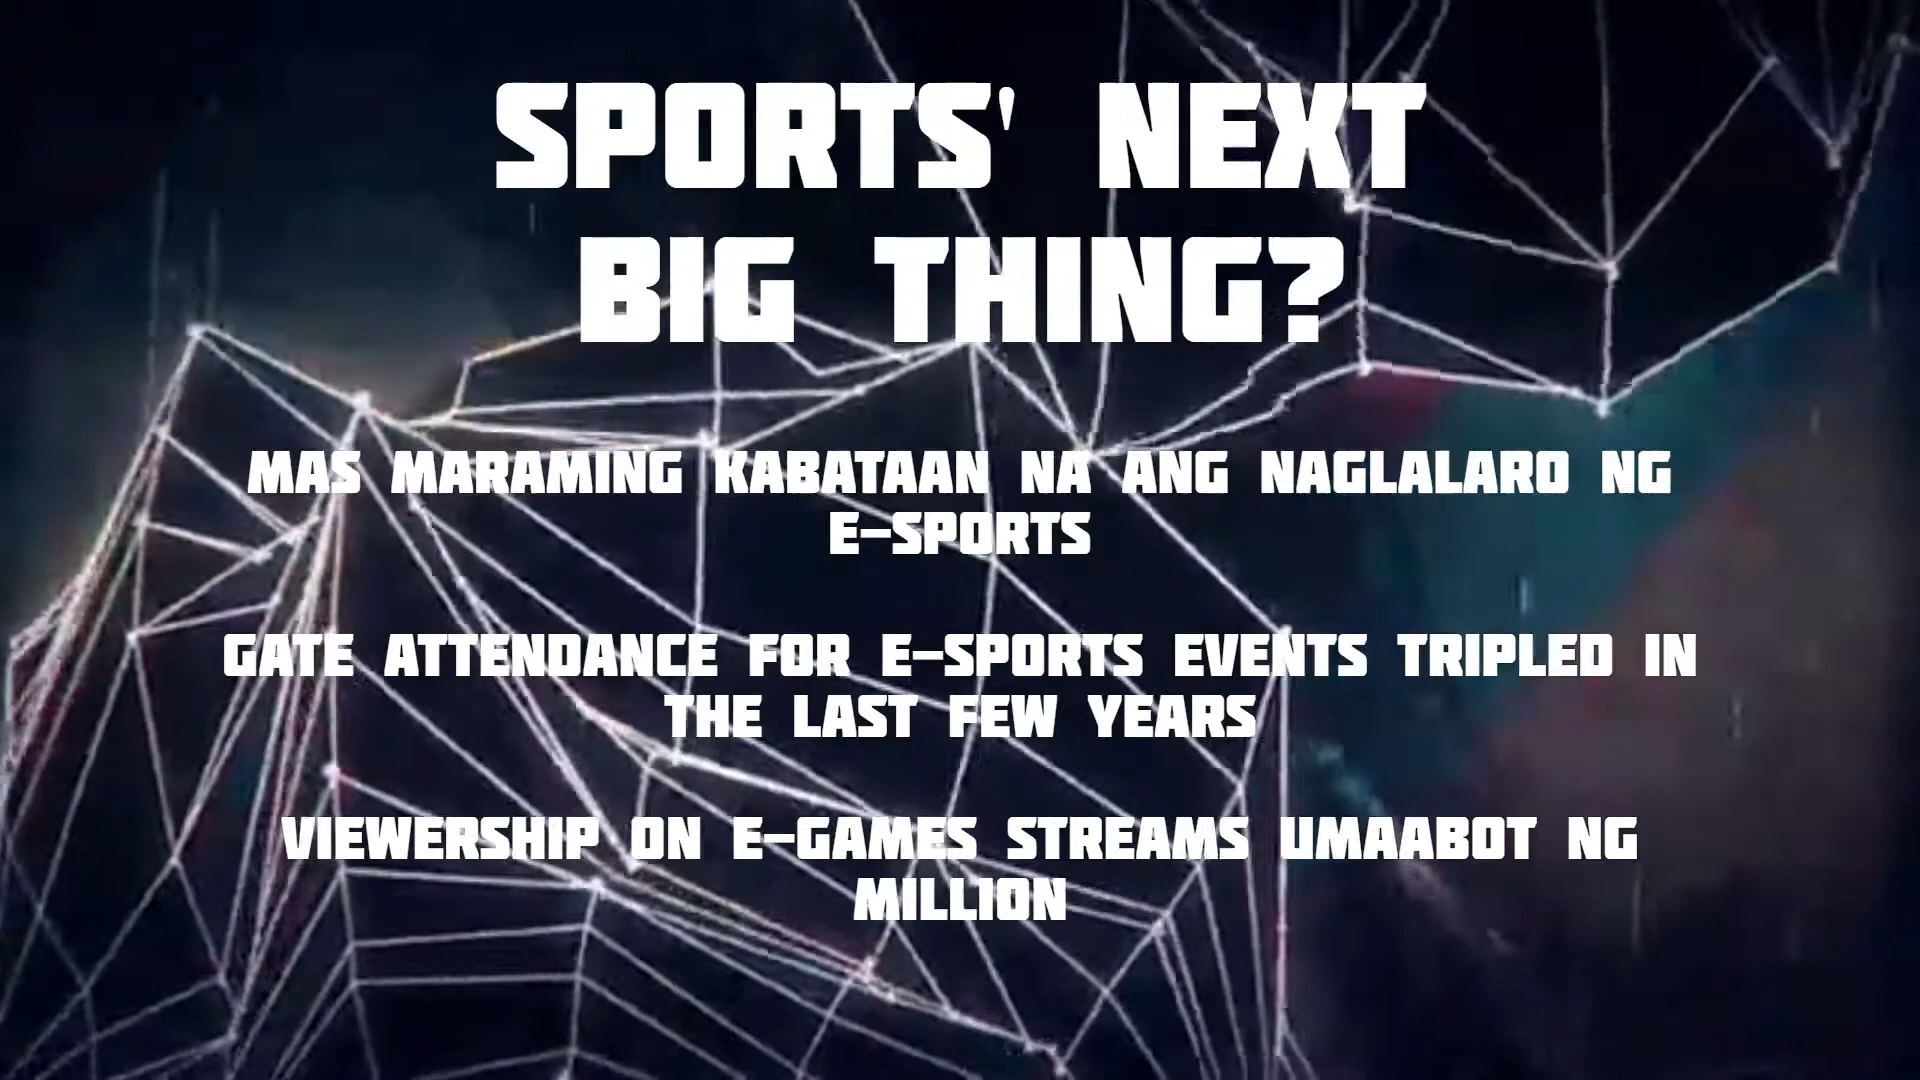 SPORTS' NEXT
BIG THING?
MAS MARAMING KABATAAN NA ANG NAGLALARO NG
E-SPORTS
GATE ATTENDANCE FOR E-SPORTS EVENTS TRIPLED IN
THE LAST FEW YEARS
VIEWERSHIP ON E-GAMES STREAMS UMAABOT NG
MILLION